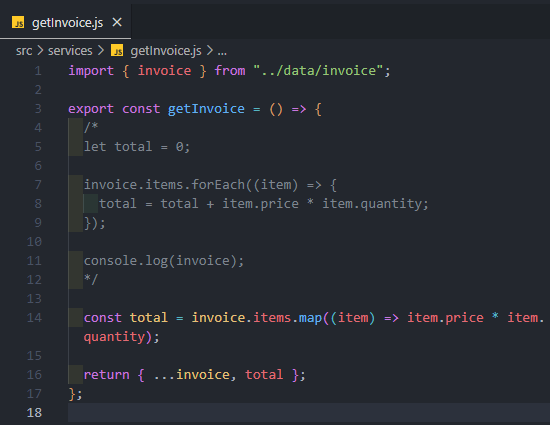 JS getInvoice.js ×
src > services > JS getInvoice.js > ...
1 import { invoice } from "../data/invoice";
2
3 export const getInvoice = () => {
4 /*
5 let total = 0;
6
7 invoice.items.forEach((item) => {
8 total = total + item.price * item.quantity;
9 });
10
11 console.log(invoice);
12 */
13
14 const total = invoice.items.map((item) => item.price * item.
quantity);
15
16 return { ...invoice, total };
17 };
18